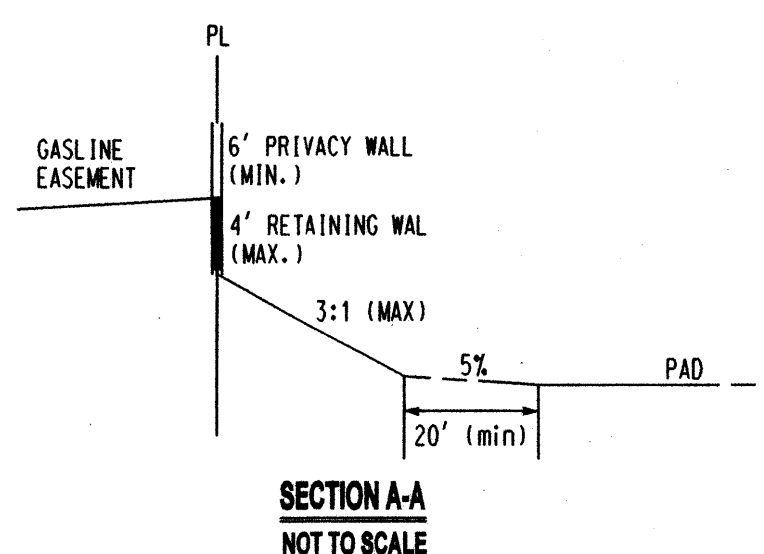 PL
GASLINE
EASEMENT
6' PRIVACY WALL
(MIN.)
4' RETAINING WAL
(MAX.)
3:1 (MAX)
5%
PAD
20' (min)
SECTION A-A
NOT TO SCALE